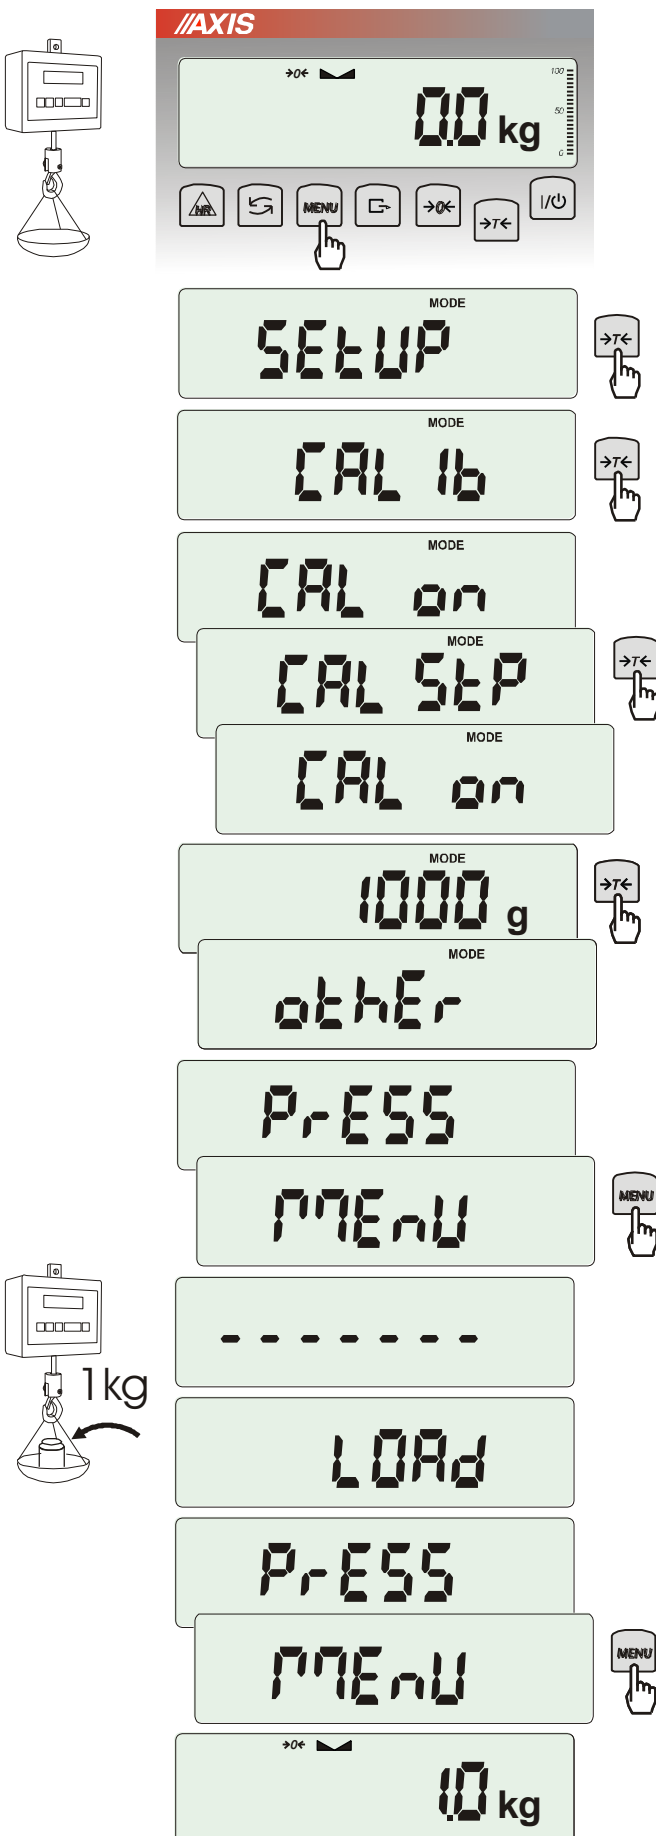 //AXIS
→0←
0.0 kg
100
50
0
HR
MENU
→0←
→T←
I/⏻
MODE
SEtUP
→T←
MODE
CAL Ib
→T←
MODE
CAL on
MODE
CAL StP
→T←
MODE
CAL on
MODE
1000 g
→T←
MODE
othEr
PrESS
MEnU
MENU
1kg
- - - - - - -
LOAd
PrESS
MEnU
MENU
→0←
1.0 kg